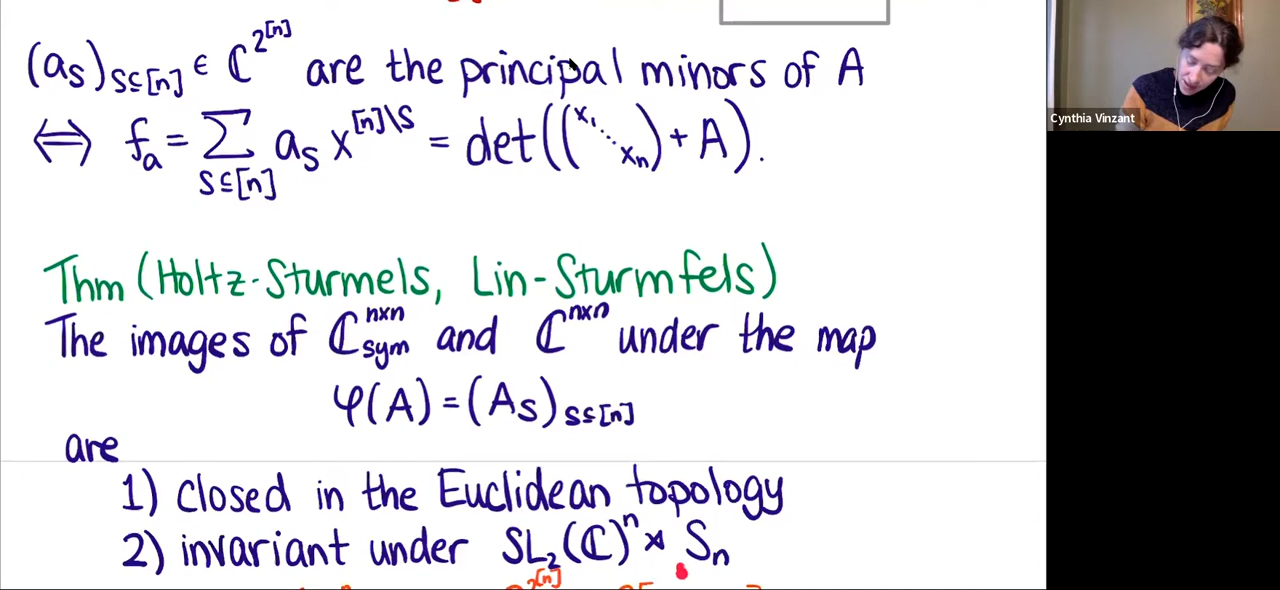 (a_S)_{S⊆[n]} ∈ ℂ^{2^{[n]}} are the principal minors of A
⟺ f_a = Σ_{S⊆[n]} a_S x^{[n]\S} = det((x_1 ⋱ x_n) + A).
Cynthia Vinzant
Thm (Holtz-Sturmels, Lin-Sturmfels)
The images of ℂ^{n×n}_{sym} and ℂ^{n×n} under the map
φ(A) = (A_S)_{S⊆[n]}
are
1) closed in the Euclidean topology
2) invariant under SL_2(ℂ)^n ⋊ S_n